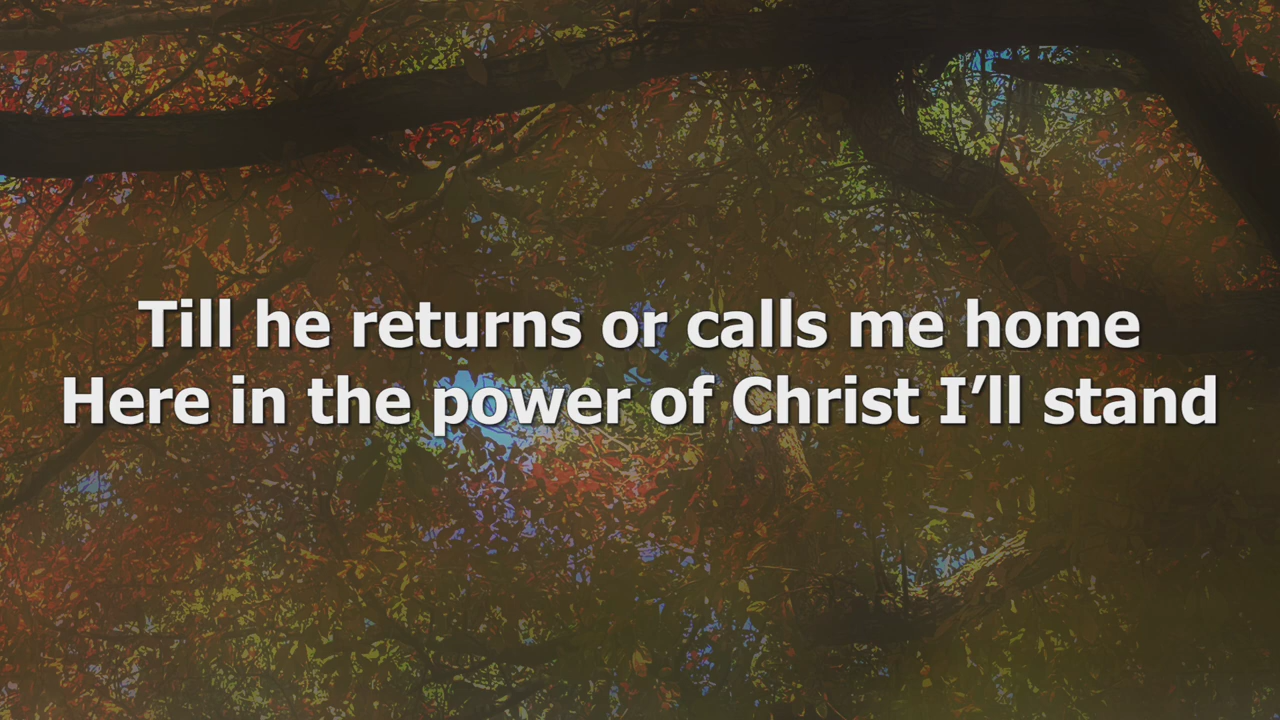 Till he returns or calls me home
Here in the power of Christ I’ll stand